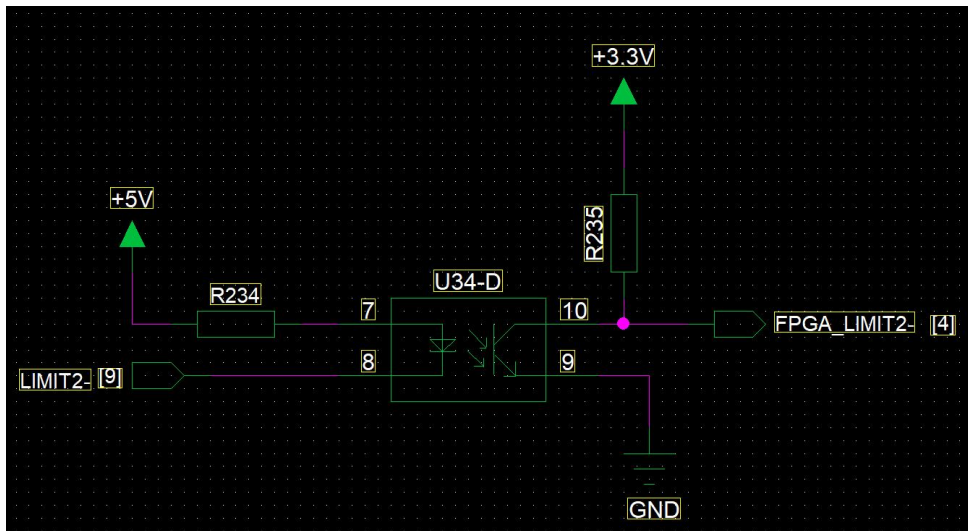 +3.3V
+5V
R235
U34-D
R234
7
10
FPGA_LIMIT2- [4]
8
9
LIMIT2- [9]
GND